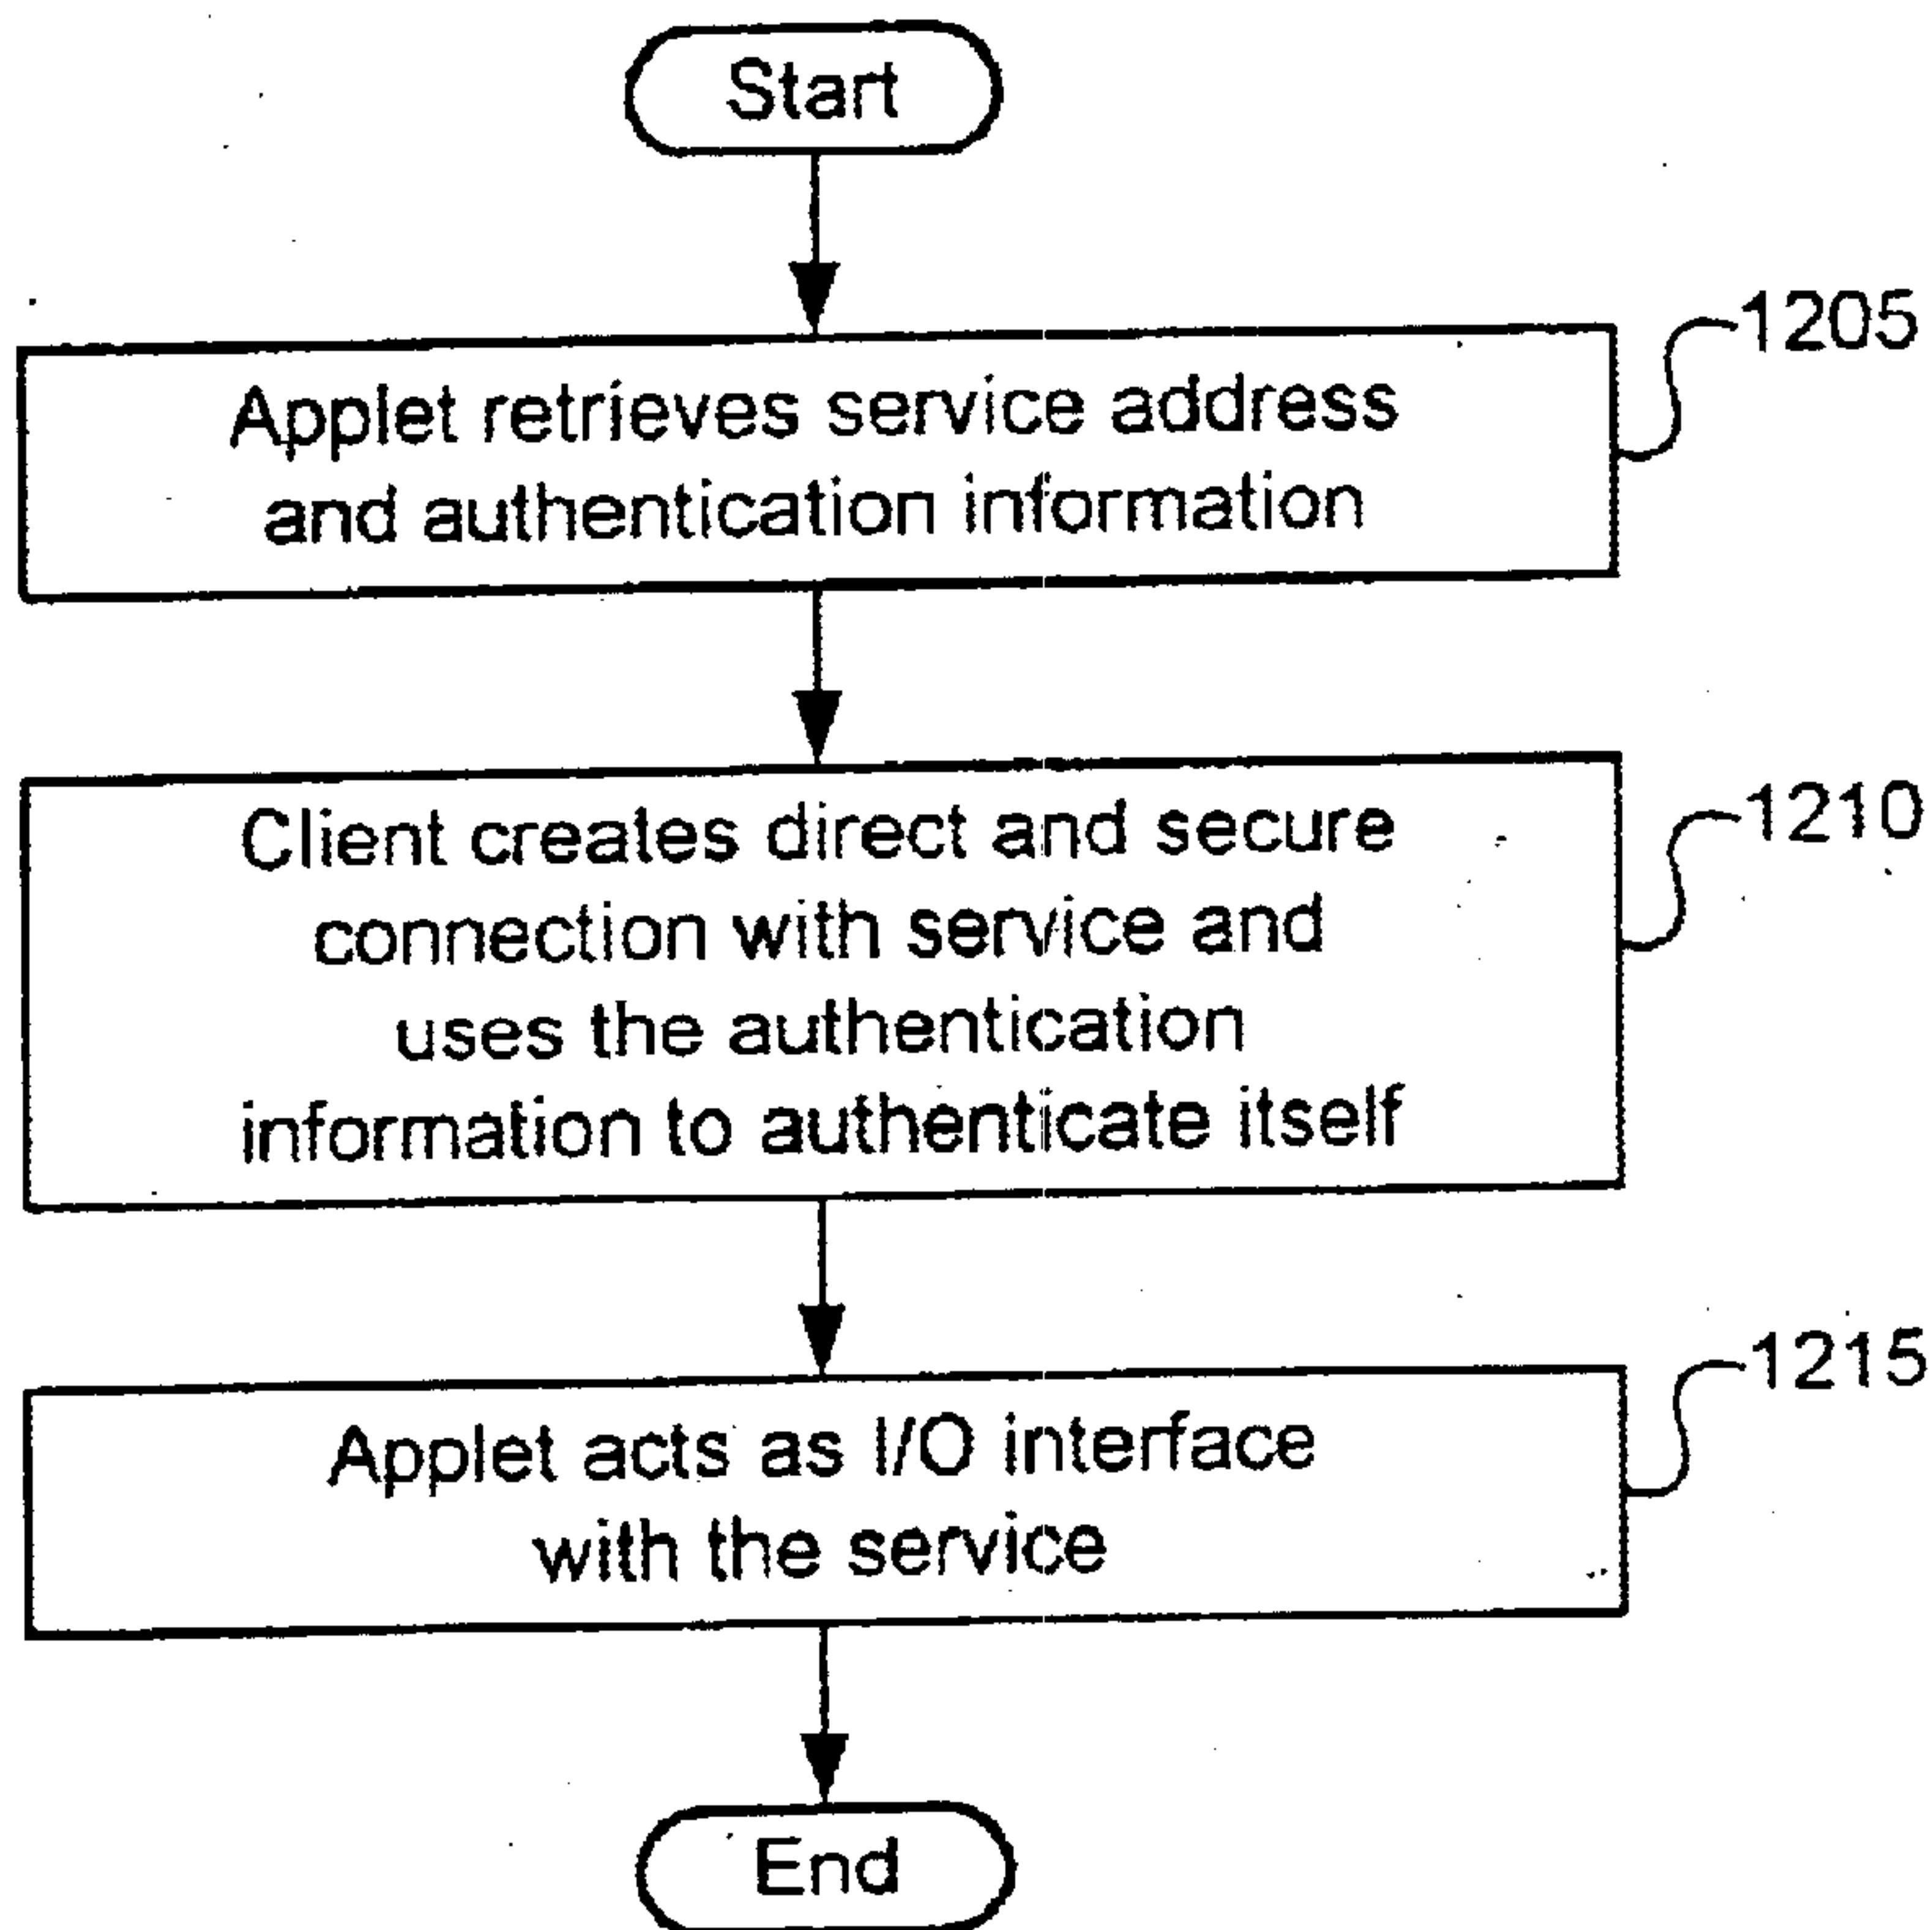 Start
1205
Applet retrieves service address
and authentication information
1210
Client creates direct and secure
connection with service and
uses the authentication
information to authenticate itself
1215
Applet acts as I/O interface
with the service
End